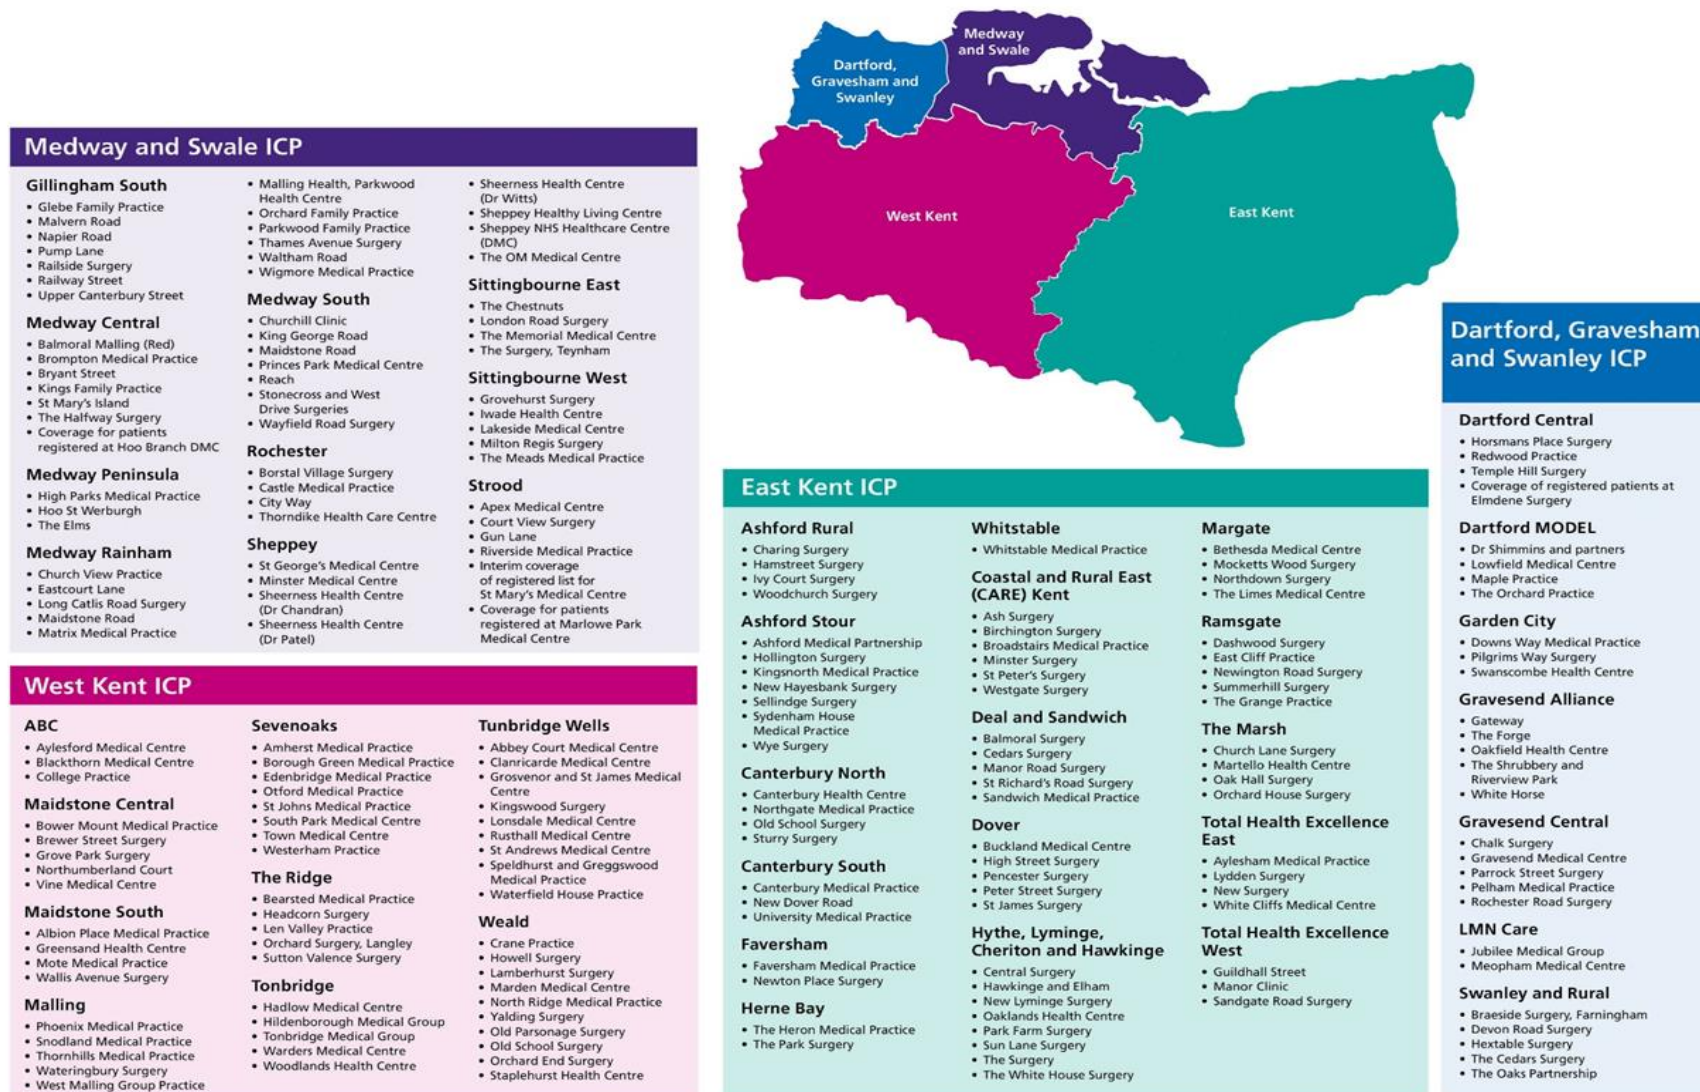 Medway
and Swale
Dartford,
Gravesham and
Swanley
West Kent
East Kent
Medway and Swale ICP
Gillingham South
• Glebe Family Practice
• Malvern Road
• Napier Road
• Pump Lane
• Railside Surgery
• Railway Street
• Upper Canterbury Street
Medway Central
• Balmoral Malling (Red)
• Brompton Medical Practice
• Bryant Street
• Kings Family Practice
• St Mary's Island
• The Halfway Surgery
• Coverage for patients
registered at Hoo Branch DMC
Medway Peninsula
• High Parks Medical Practice
• Hoo St Werburgh
• The Elms
Medway Rainham
• Church View Practice
• Eastcourt Lane
• Long Catlis Road Surgery
• Maidstone Road
• Matrix Medical Practice
• Malling Health, Parkwood
Health Centre
• Orchard Family Practice
• Parkwood Family Practice
• Thames Avenue Surgery
• Waltham Road
• Wigmore Medical Practice
Medway South
• Churchill Clinic
• King George Road
• Maidstone Road
• Princes Park Medical Centre
• Reach
• Stonecross and West
Drive Surgeries
• Wayfield Road Surgery
Rochester
• Borstal Village Surgery
• Castle Medical Practice
• City Way
• Thorndike Health Care Centre
Sheppey
• St George's Medical Centre
• Minster Medical Centre
• Sheerness Health Centre
(Dr Chandran)
• Sheerness Health Centre
(Dr Patel)
• Sheerness Health Centre
(Dr Witts)
• Sheppey Healthy Living Centre
• Sheppey NHS Healthcare Centre
(DMC)
• The OM Medical Centre
Sittingbourne East
• The Chestnuts
• London Road Surgery
• The Memorial Medical Centre
• The Surgery, Teynham
Sittingbourne West
• Grovehurst Surgery
• Iwade Health Centre
• Lakeside Medical Centre
• Milton Regis Surgery
• The Meads Medical Practice
Strood
• Apex Medical Centre
• Court View Surgery
• Gun Lane
• Riverside Medical Practice
• Interim coverage
of registered list for
St Mary's Medical Centre
• Coverage for patients
registered at Marlowe Park
Medical Centre
West Kent ICP
ABC
• Aylesford Medical Centre
• Blackthorn Medical Centre
• College Practice
Maidstone Central
• Bower Mount Medical Practice
• Brewer Street Surgery
• Grove Park Surgery
• Northumberland Court
• Vine Medical Centre
Maidstone South
• Albion Place Medical Practice
• Greensand Health Centre
• Mote Medical Practice
• Wallis Avenue Surgery
Malling
• Phoenix Medical Practice
• Snodland Medical Practice
• Thornhills Medical Practice
• Wateringbury Surgery
• West Malling Group Practice
Sevenoaks
• Amherst Medical Practice
• Borough Green Medical Practice
• Edenbridge Medical Practice
• Otford Medical Practice
• St Johns Medical Practice
• South Park Medical Centre
• Town Medical Centre
• Westerham Practice
The Ridge
• Bearsted Medical Practice
• Headcorn Surgery
• Len Valley Practice
• Orchard Surgery, Langley
• Sutton Valence Surgery
Tonbridge
• Hadlow Medical Centre
• Hildenborough Medical Group
• Tonbridge Medical Group
• Warders Medical Centre
• Woodlands Health Centre
Tunbridge Wells
• Abbey Court Medical Centre
• Clanricarde Medical Centre
• Grosvenor and St James Medical
Centre
• Kingswood Surgery
• Lonsdale Medical Centre
• Rusthall Medical Centre
• St Andrews Medical Centre
• Speldhurst and Greggswood
Medical Practice
• Waterfield House Practice
Weald
• Crane Practice
• Howell Surgery
• Lamberhurst Surgery
• Marden Medical Centre
• North Ridge Medical Practice
• Yalding Surgery
• Old Parsonage Surgery
• Old School Surgery
• Orchard End Surgery
• Staplehurst Health Centre
East Kent ICP
Ashford Rural
• Charing Surgery
• Hamstreet Surgery
• Ivy Court Surgery
• Woodchurch Surgery
Ashford Stour
• Ashford Medical Partnership
• Hollington Surgery
• Kingsnorth Medical Practice
• New Hayesbank Surgery
• Sellindge Surgery
• Sydenham House
Medical Practice
• Wye Surgery
Canterbury North
• Canterbury Health Centre
• Northgate Medical Practice
• Old School Surgery
• Sturry Surgery
Canterbury South
• Canterbury Medical Practice
• New Dover Road
• University Medical Practice
Faversham
• Faversham Medical Practice
• Newton Place Surgery
Herne Bay
• The Heron Medical Practice
• The Park Surgery
Whitstable
• Whitstable Medical Practice
Coastal and Rural East
(CARE) Kent
• Ash Surgery
• Birchington Surgery
• Broadstairs Medical Practice
• Minster Surgery
• St Peter's Surgery
• Westgate Surgery
Deal and Sandwich
• Balmoral Surgery
• Cedars Surgery
• Manor Road Surgery
• St Richard's Road Surgery
• Sandwich Medical Practice
Dover
• Buckland Medical Centre
• High Street Surgery
• Pencester Surgery
• Peter Street Surgery
• St James Surgery
Hythe, Lyminge,
Cheriton and Hawkinge
• Central Surgery
• Hawkinge and Elham
• New Lyminge Surgery
• Oaklands Health Centre
• Park Farm Surgery
• Sun Lane Surgery
• The Surgery
• The White House Surgery
Margate
• Bethesda Medical Centre
• Mocketts Wood Surgery
• Northdown Surgery
• The Limes Medical Centre
Ramsgate
• Dashwood Surgery
• East Cliff Practice
• Newington Road Surgery
• Summerhill Surgery
• The Grange Practice
The Marsh
• Church Lane Surgery
• Martello Health Centre
• Oak Hall Surgery
• Orchard House Surgery
Total Health Excellence
East
• Aylesham Medical Practice
• Lydden Surgery
• New Surgery
• White Cliffs Medical Centre
Total Health Excellence
West
• Guildhall Street
• Manor Clinic
• Sandgate Road Surgery
Dartford, Gravesham
and Swanley ICP
Dartford Central
• Horsmans Place Surgery
• Redwood Practice
• Temple Hill Surgery
• Coverage of registered patients at
Elmdene Surgery
Dartford MODEL
• Dr Shimmins and partners
• Lowfield Medical Centre
• Maple Practice
• The Orchard Practice
Garden City
• Downs Way Medical Practice
• Pilgrims Way Surgery
• Swanscombe Health Centre
Gravesend Alliance
• Gateway
• The Forge
• Oakfield Health Centre
• The Shrubbery and
Riverview Park
• White Horse
Gravesend Central
• Chalk Surgery
• Gravesend Medical Centre
• Parrock Street Surgery
• Pelham Medical Practice
• Rochester Road Surgery
LMN Care
• Jubilee Medical Group
• Meopham Medical Centre
Swanley and Rural
• Braeside Surgery, Farningham
• Devon Road Surgery
• Hextable Surgery
• The Cedars Surgery
• The Oaks Partnership